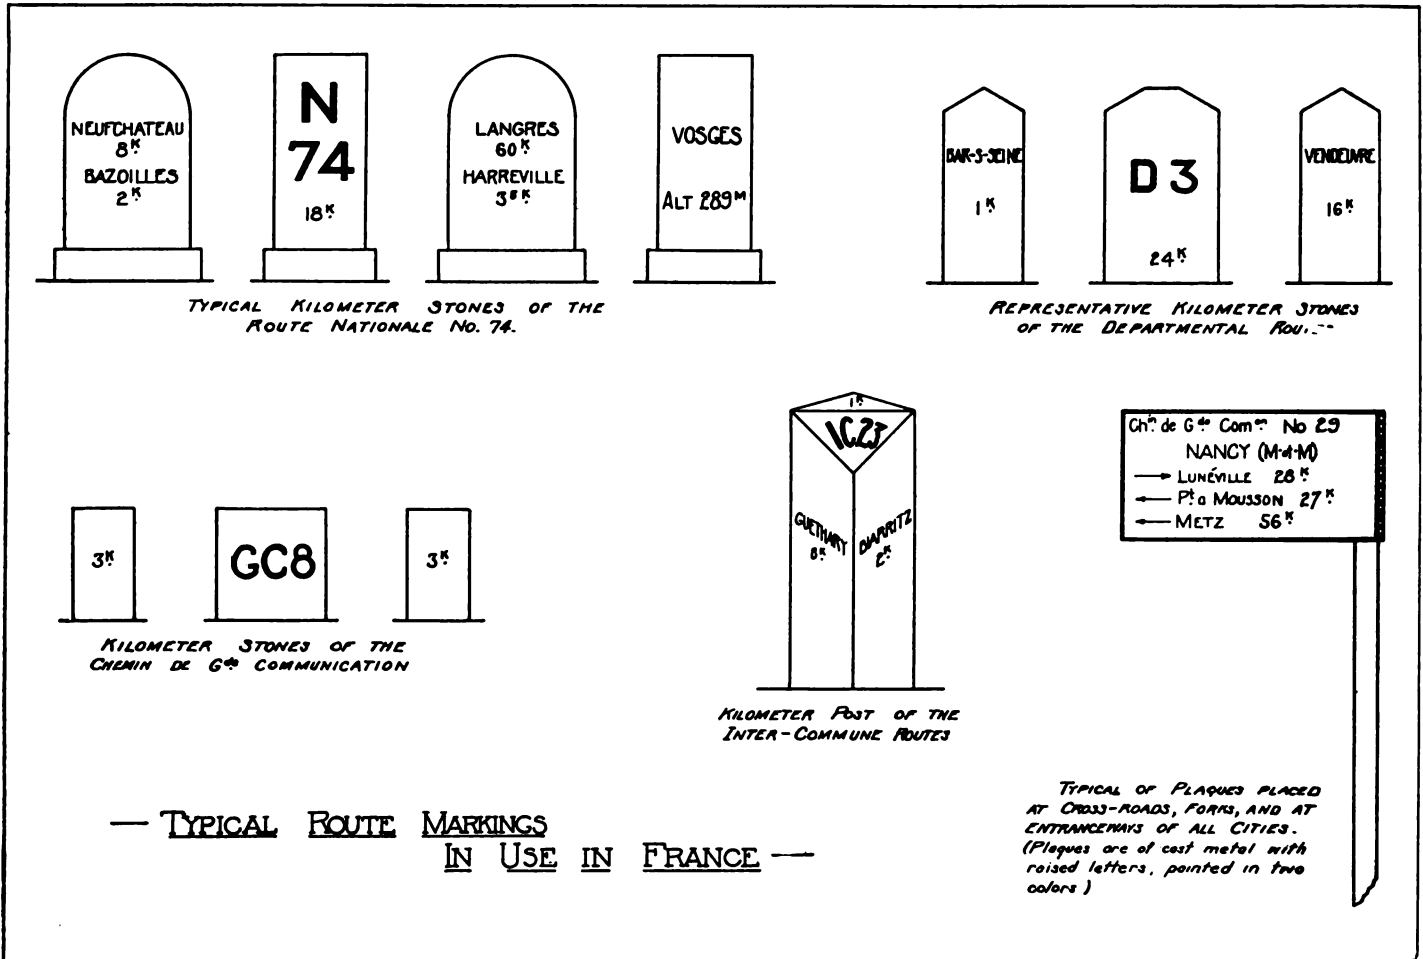 NEUFCHATEAU
8K.
BAZOILLES
2K.
N
74
18K.
LANGRES
60K.
HARREVILLE
3 5K.
VOSGES
ALT 289M
TYPICAL KILOMETER STONES OF THE
ROUTE NATIONALE No. 74.
BAR-S-SEINE
1K.
D 3
24K.
VENDEUVRE
16K.
REPRESENTATIVE KILOMETER STONES
OF THE DEPARTMENTAL
3K.
GC8
3K.
KILOMETER STONES OF THE
CHEMIN DE Gde. COMMUNICATION
1K.
IC23
GUETHARY
8K.
BIARRITZ
2K.
KILOMETER POST OF THE
INTER-COMMUNE ROUTES
Chin. de Gde Comon No 29
NANCY (M-et-M)
→ LUNÉVILLE 28K.
← Pt. a MOUSSON 27K.
← METZ 56K.
TYPICAL OF PLAQUES PLACED
AT CROSS-ROADS, FORKS, AND AT
ENTRANCEWAYS OF ALL CITIES.
(Plaques are of cast metal with
raised letters, painted in two
colors)
— TYPICAL ROUTE MARKINGS
IN USE IN FRANCE —